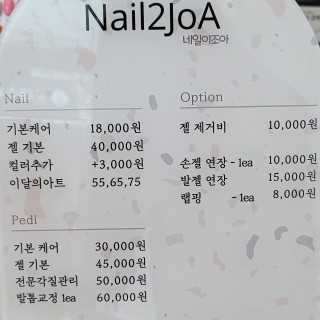 Nail2JoA
네일이조아
Nail
기본케어 18,000원
젤 기본 40,000원
컬러추가 +3,000원
이달의아트 55,65,75
Pedi
기본 케어 30,000원
젤 기본 45,000원
전문각질관리 50,000원
발톱교정 1ea 60,000원
Option
젤 제거비 10,000원
손젤 연장 - 1ea 10,000원
발젤 연장 15,000원
랩핑 - 1ea 8,000원